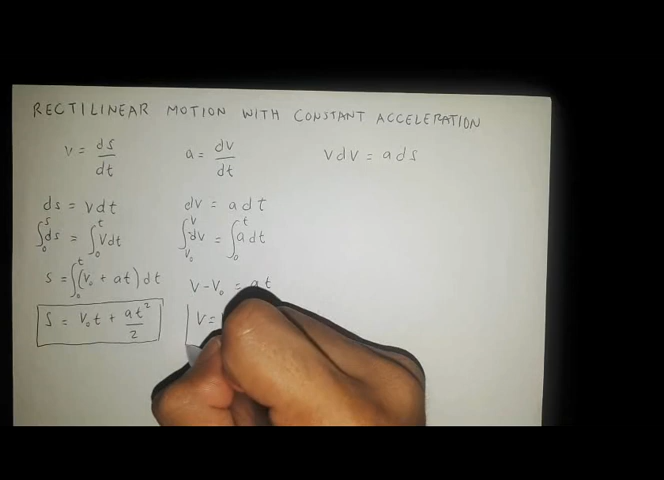 RECTILINEAR MOTION WITH CONSTANT ACCELERATION
v = ds/dt
ds = vdt
∫₀ˢ ds = ∫₀ᵗ vdt
s = ∫₀ᵗ (v₀ + at) dt
s = v₀t + at²/2
a = dv/dt
dv = adt
∫ᵥ₀ᵛ dv = ∫₀ᵗ adt
v - v₀ = at
v =
vdv = ads